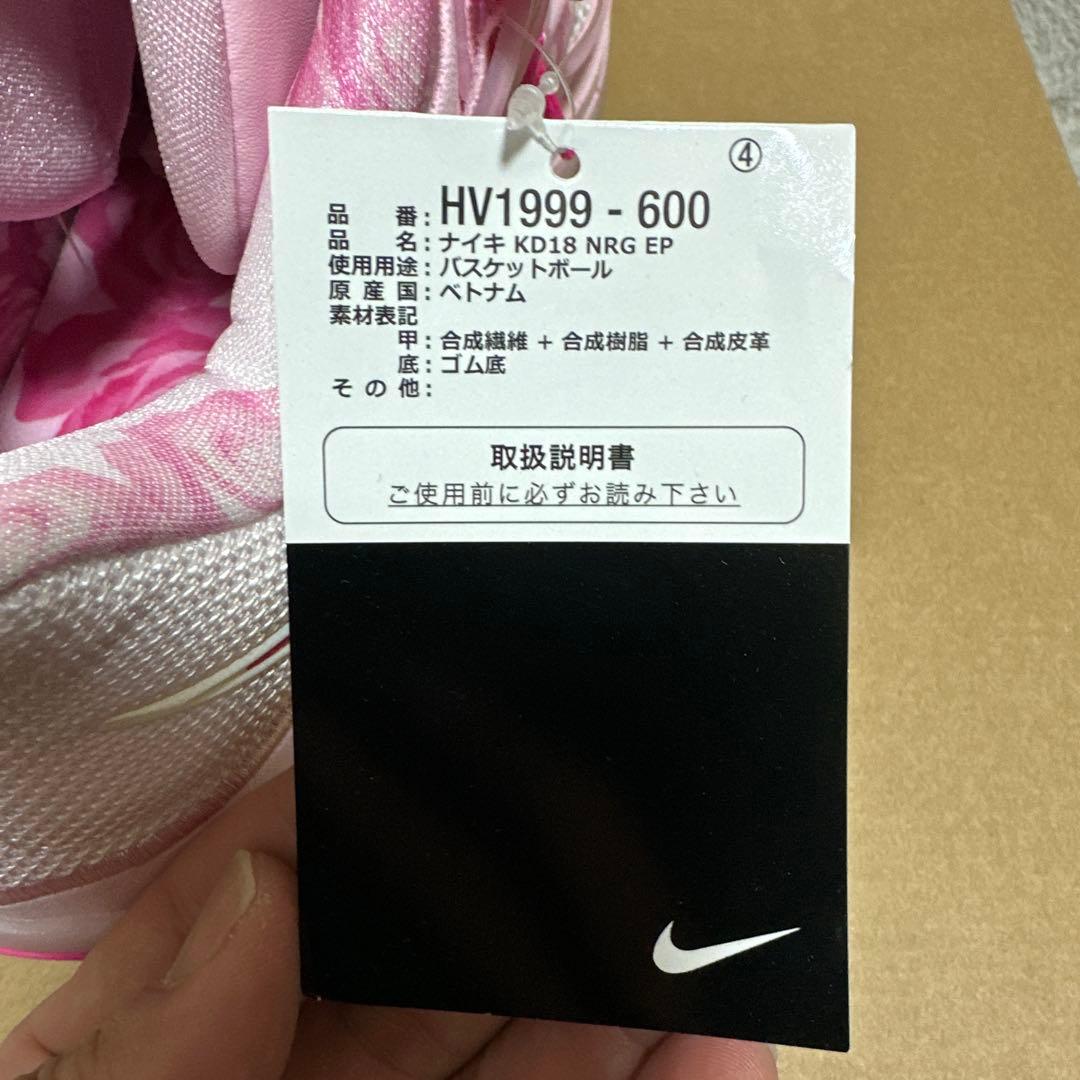 ④
品 番 : HV1999 - 600
品 名 : ナイキ KD18 NRG EP
使用用途 : バスケットボール
原 産 国 : ベトナム
素材表記
甲 : 合成繊維 + 合成樹脂 + 合成皮革
底 : ゴム底
そ の 他 :
取扱説明書
ご使用前に必ずお読み下さい